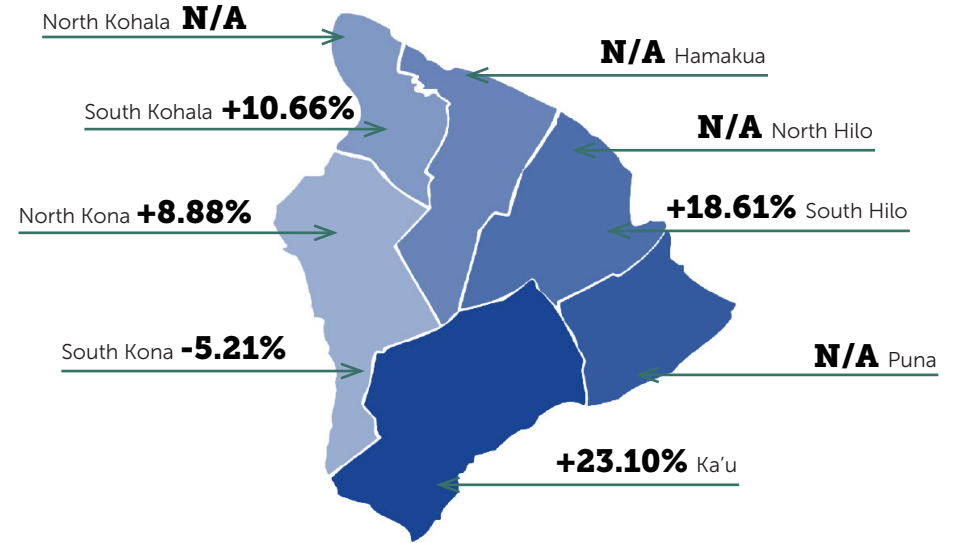 North Kohala N/A
N/A Hamakua
South Kohala +10.66%
N/A North Hilo
North Kona +8.88%
+18.61% South Hilo
South Kona -5.21%
N/A Puna
+23.10% Ka’u